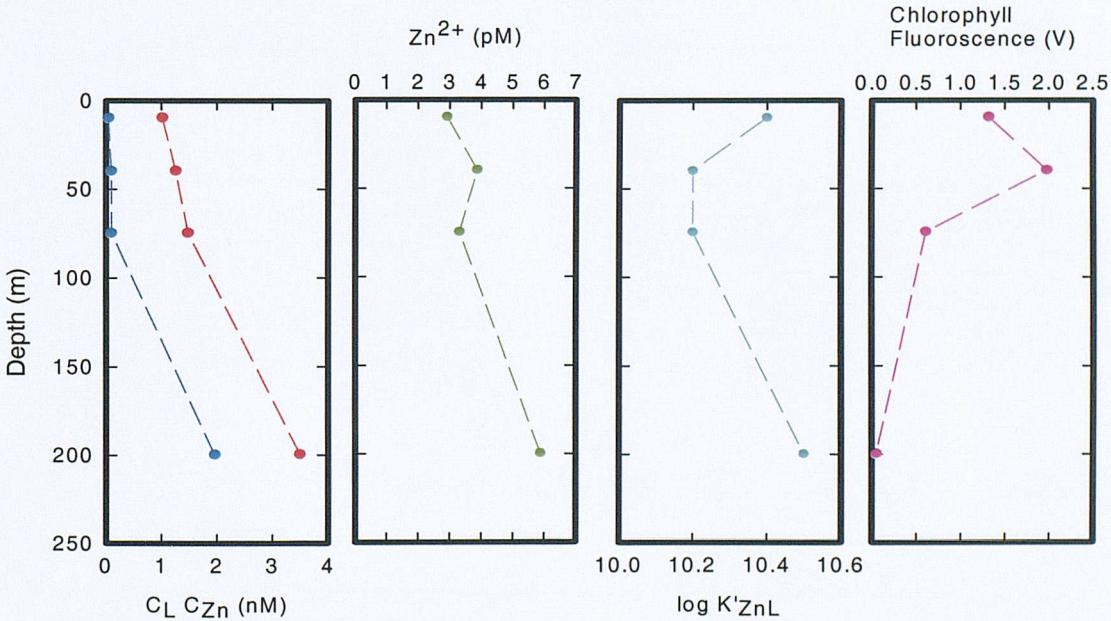 Chlorophyll
Fluoroscence (V)
Zn2+ (pM)
0 1 2 3 4 5 6 7
0.0 0.5 1.0 1.5 2.0 2.5
0
50
100
150
200
250
Depth (m)
0 1 2 3 4
10.0 10.2 10.4 10.6
CL CZn (nM)
log K'ZnL